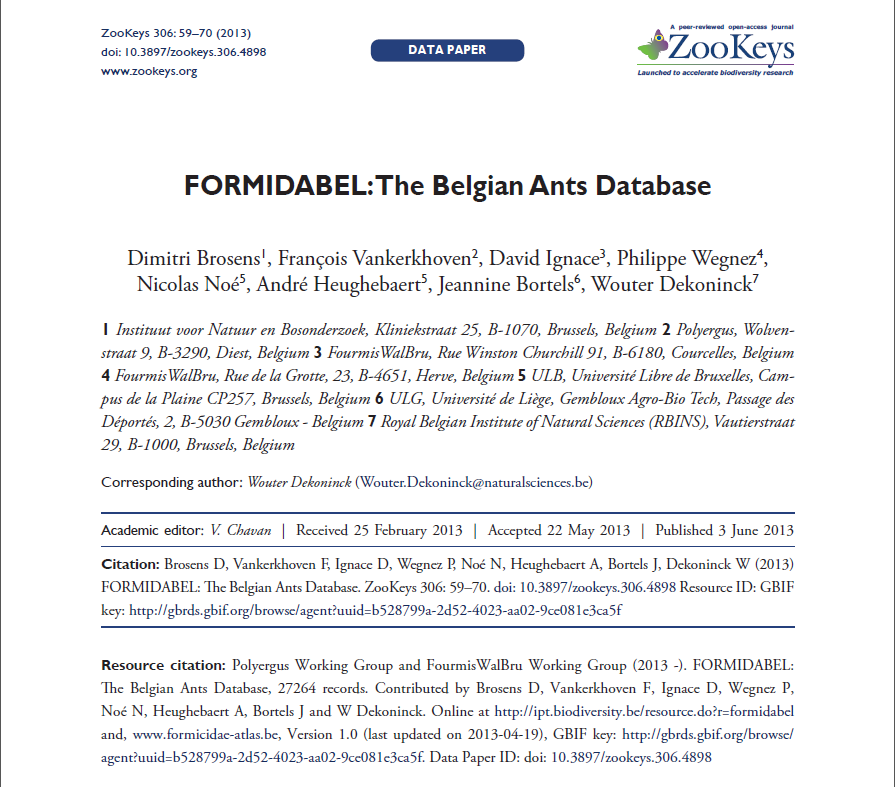 ZooKeys 306: 59–70 (2013)
doi: 10.3897/zookeys.306.4898
www.zookeys.org
DATA PAPER
A peer-reviewed open-access journal
ZooKeys
Launched to accelerate biodiversity research
FORMIDABEL: The Belgian Ants Database
Dimitri Brosens¹, François Vankerkhoven², David Ignace³, Philippe Wegnez⁴,
Nicolas Noé⁵, André Heughebaert⁵, Jeannine Bortels⁶, Wouter Dekoninck⁷
1 Instituut voor Natuur en Bosonderzoek, Kliniekstraat 25, B-1070, Brussels, Belgium 2 Polyergus, Wolven-
straat 9, B-3290, Diest, Belgium 3 FourmisWalBru, Rue Winston Churchill 91, B-6180, Courcelles, Belgium
4 FourmisWalBru, Rue de la Grotte, 23, B-4651, Herve, Belgium 5 ULB, Université Libre de Bruxelles, Cam-
pus de la Plaine CP257, Brussels, Belgium 6 ULG, Université de Liège, Gembloux Agro-Bio Tech, Passage des
Déportés, 2, B-5030 Gembloux - Belgium 7 Royal Belgian Institute of Natural Sciences (RBINS), Vautierstraat
29, B-1000, Brussels, Belgium
Corresponding author: Wouter Dekoninck (Wouter.Dekoninck@naturalsciences.be)
Academic editor: V. Chavan | Received 25 February 2013 | Accepted 22 May 2013 | Published 3 June 2013
Citation: Brosens D, Vankerkhoven F, Ignace D, Wegnez P, Noé N, Heughebaert A, Bortels J, Dekoninck W (2013)
FORMIDABEL: The Belgian Ants Database. ZooKeys 306: 59–70. doi: 10.3897/zookeys.306.4898 Resource ID: GBIF
key: http://gbrds.gbif.org/browse/agent?uuid=b528799a-2d52-4023-aa02-9ce081e3ca5f
Resource citation: Polyergus Working Group and FourmisWalBru Working Group (2013 -). FORMIDABEL:
The Belgian Ants Database, 27264 records. Contributed by Brosens D, Vankerkhoven F, Ignace D, Wegnez P,
Noé N, Heughebaert A, Bortels J and W Dekoninck. Online at http://ipt.biodiversity.be/resource.do?r=formidabel
and, www.formicidae-atlas.be, Version 1.0 (last updated on 2013-04-19), GBIF key: http://gbrds.gbif.org/browse/
agent?uuid=b528799a-2d52-4023-aa02-9ce081e3ca5f. Data Paper ID: doi: 10.3897/zookeys.306.4898